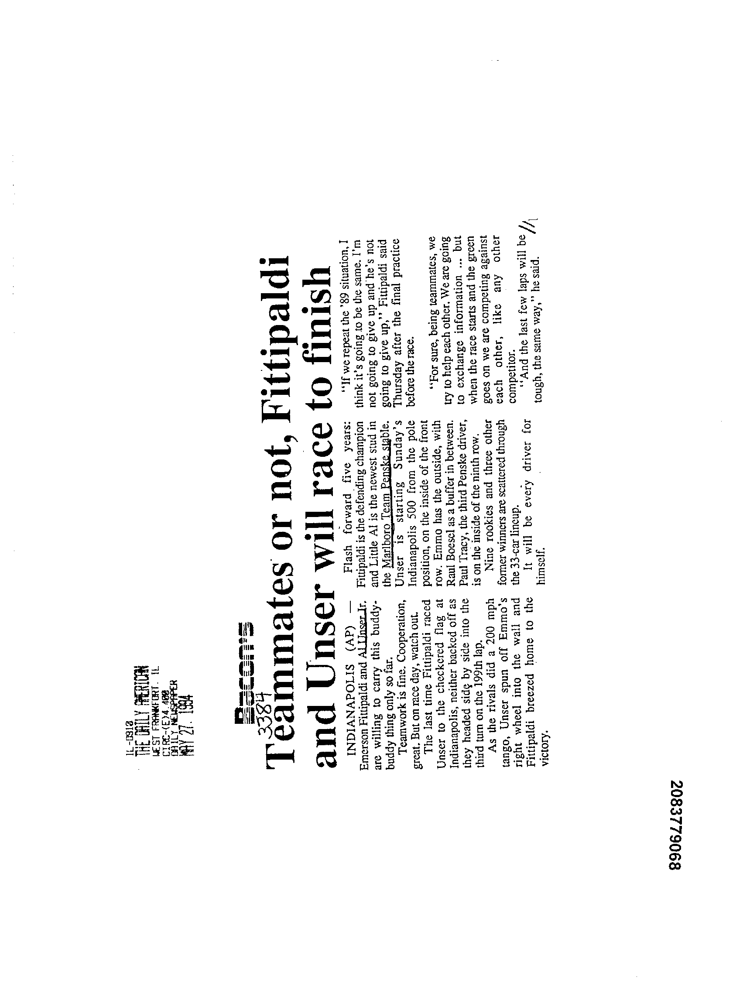 IL-0910
THE DAILY AMERICAN
WEST FRANKFORT, IL
CIRC-(E)4,400
DAILY NEWSPAPER
MAY 27, 1994
Bacon's
3384
Teammates or not, Fittipaldi
and Unser will race to finish
INDIANAPOLIS (AP) —
Emerson Fittipaldi and Al Unser Jr.
are willing to carry this buddy-
buddy thing only so far.
Teamwork is fine. Cooperation,
great. But on race day, watch out.
The last time Fittipaldi raced
Unser to the checkered flag at
Indianapolis, neither backed off as
they headed side by side into the
third turn on the 199th lap.
As the rivals did a 200 mph
tango, Unser spun off Emmo's
right wheel into the wall and
Fittipaldi breezed home to the
victory.
Flash forward five years:
Fittipaldi is the defending champion
and Little Al is the newest stud in
the Marlboro Team Penske stable.
Unser is starting Sunday's
Indianapolis 500 from the pole
position, on the inside of the front
row. Emmo has the outside, with
Raul Boesel as a buffer in between.
Paul Tracy, the third Penske driver,
is on the inside of the ninth row.
Nine rookies and three other
former winners are scattered through
the 33-car lineup.
It will be every driver for
himself.
"If we repeat the '89 situation, I
think it's going to be the same. I'm
not going to give up and he's not
going to give up," Fittipaldi said
Thursday after the final practice
before the race.
"For sure, being teammates, we
try to help each other. We are going
to exchange information ... but
when the race starts and the green
goes on we are competing against
each other, like any other
competitor.
"And the last few laps will be
tough, the same way," he said.
2083779068